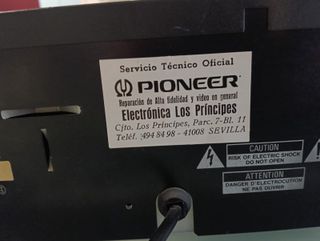 Servicio Técnico Oficial
PIONEER
Reparación de Alta fidelidad y video en general
Electrónica Los Príncipes
Cjto. Los Príncipes, Parc. 7-Bl. 11
Teléf. 494 84 98 - 41008 SEVILLA
CAUTION
RISK OF ELECTRIC SHOCK
DO NOT OPEN
ATTENTION
DANGER D'ELECTROCUTION
NE PAS OUVRIR